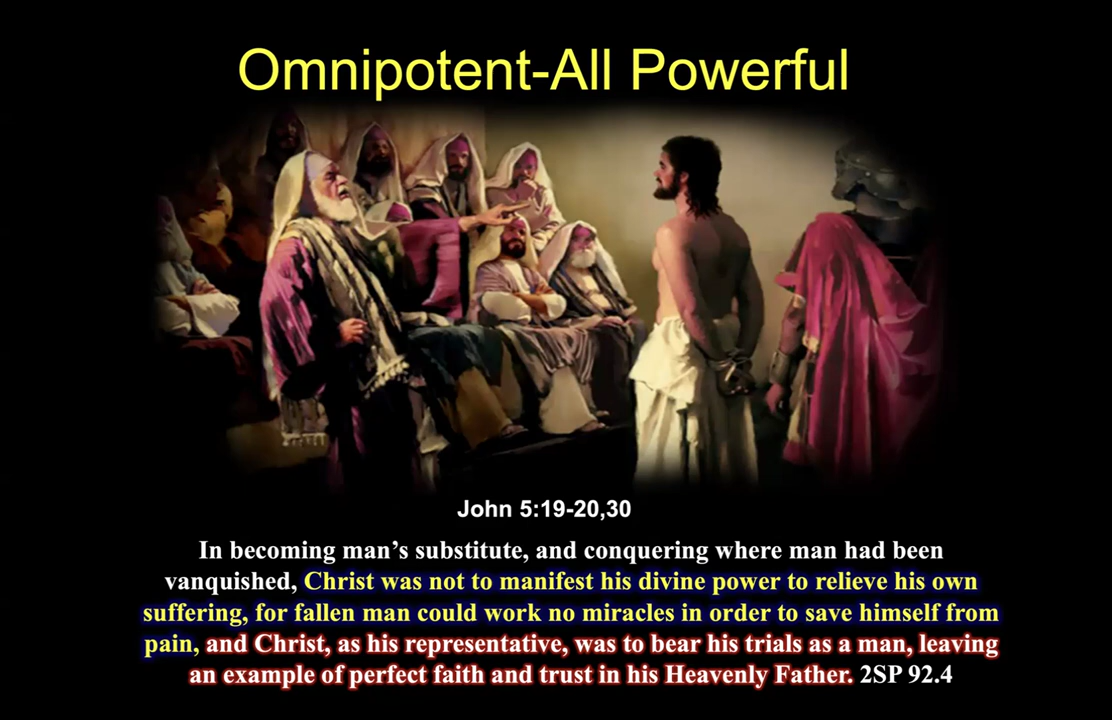 Omnipotent-All Powerful
John 5:19-20,30
In becoming man’s substitute, and conquering where man had been
vanquished, Christ was not to manifest his divine power to relieve his own
suffering, for fallen man could work no miracles in order to save himself from
pain, and Christ, as his representative, was to bear his trials as a man, leaving
an example of perfect faith and trust in his Heavenly Father. 2SP 92.4